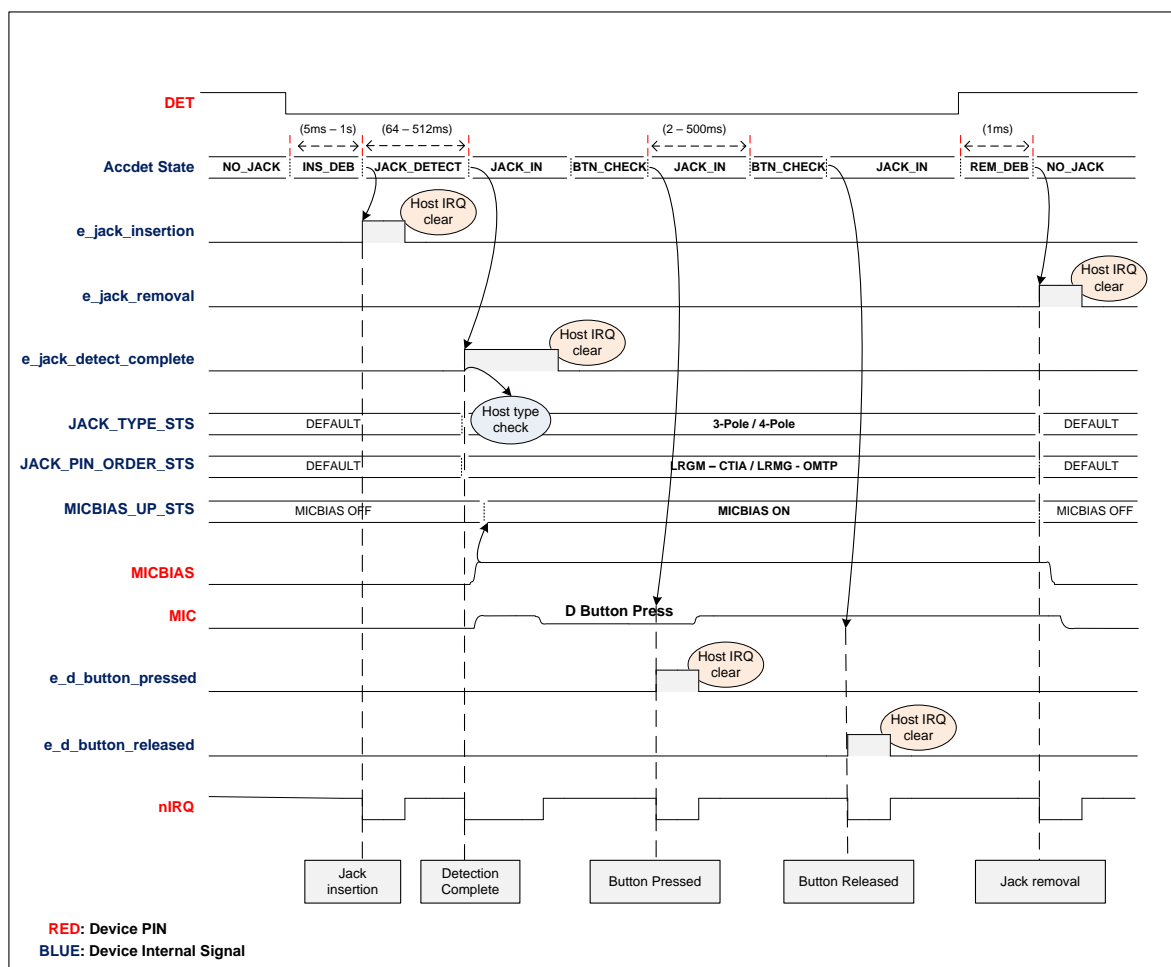 DET
(5ms – 1s) (64 – 512ms) (2 – 500ms) (1ms)
Accdet State NO_JACK INS_DEB JACK_DETECT JACK_IN BTN_CHECK JACK_IN BTN_CHECK JACK_IN REM_DEB NO_JACK
Host IRQ
clear
e_jack_insertion
e_jack_removal
Host IRQ
clear
e_jack_detect_complete
Host IRQ
clear
JACK_TYPE_STS DEFAULT
Host type
check
3-Pole / 4-Pole DEFAULT
JACK_PIN_ORDER_STS DEFAULT LRGM – CTIA / LRMG - OMTP DEFAULT
MICBIAS_UP_STS MICBIAS OFF MICBIAS ON MICBIAS OFF
MICBIAS
MIC D Button Press
e_d_button_pressed
Host IRQ
clear
e_d_button_released
Host IRQ
clear
nIRQ
Jack
insertion
Detection
Complete
Button Pressed
Button Released
Jack removal
RED: Device PIN
BLUE: Device Internal Signal